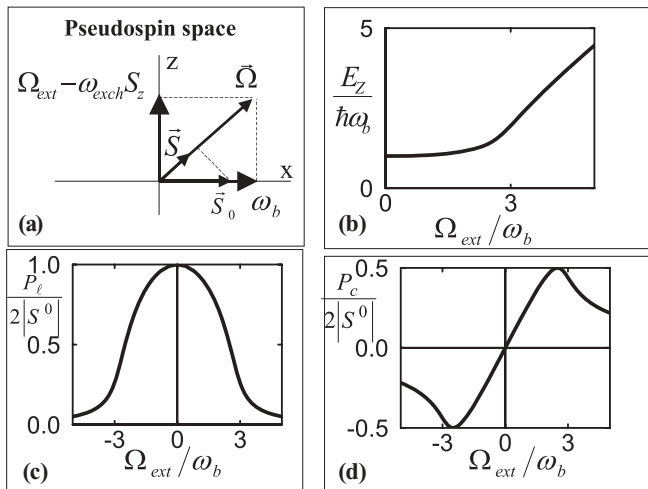 Pseudospin space
z
Ω_ext − ω_exch S_z
Ω⃗
S⃗
x
S⃗_0
ω_b
(a)
5
E_Z
ħω_b
0
0
3
Ω_ext / ω_b
(b)
1.0
P_ℓ
2|S^0|
0.5
0.0
-3
0
3
Ω_ext / ω_b
(c)
0.5
P_c
2|S^0|
0.0
-0.5
-3
0
3
Ω_ext / ω_b
(d)